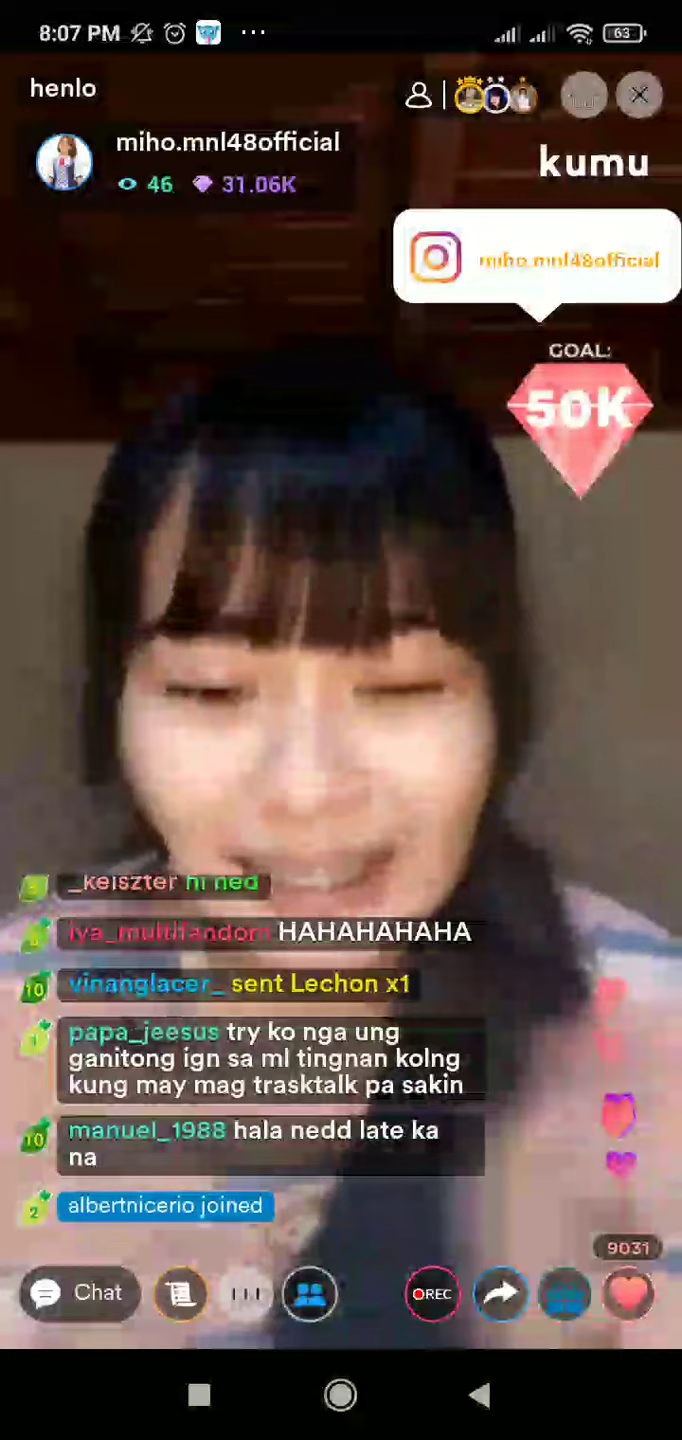 8:07 PM
63
henlo
miho.mnl48official
46 31.06K
kumu
miho.mnl48official
GOAL:
50K
_keiszter hi ned
iya_multifandom HAHAHAHAHA
10 vinanglacer_ sent Lechon x1
1 papa_jeesus try ko nga ung
ganitong ign sa ml tingnan kolng
kung may mag trasktalk pa sakin
10 manuel_1988 hala nedd late ka
na
2 albertnicerio joined
9031
Chat
REC